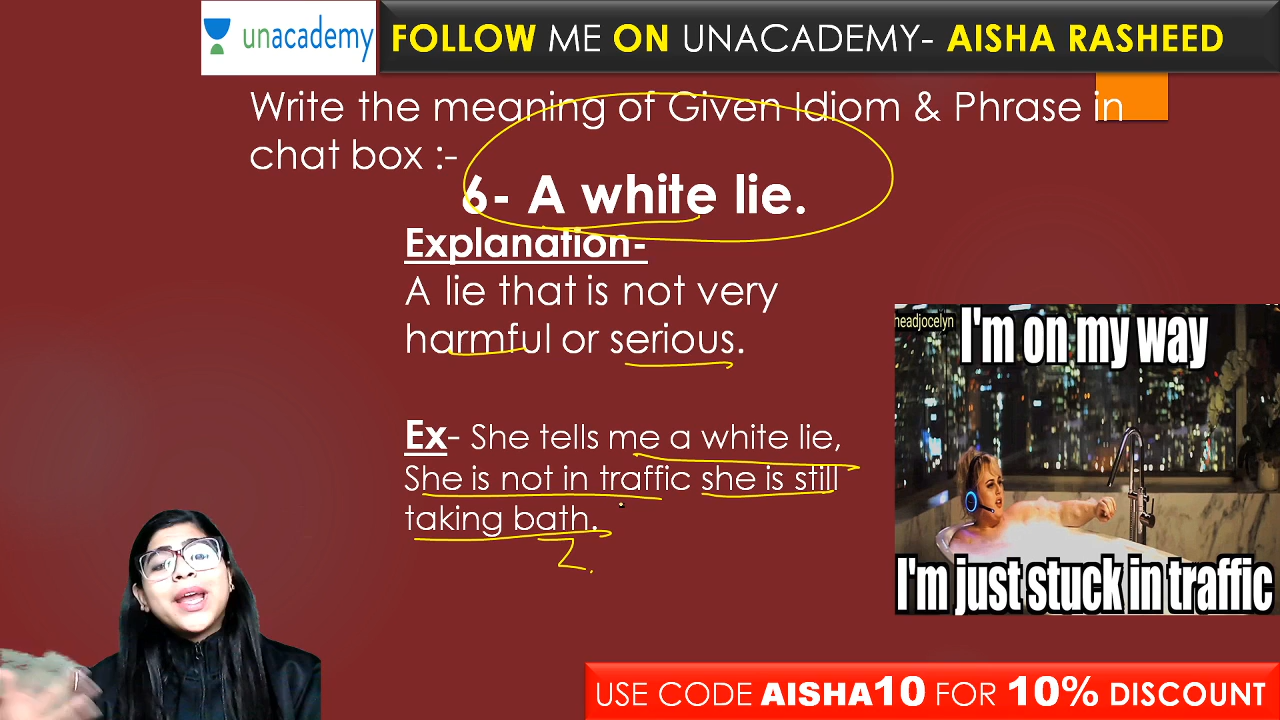 unacademy
FOLLOW ME ON UNACADEMY- AISHA RASHEED
Write the meaning of Given Idiom & Phrase in
chat box :-
6- A white lie.
Explanation-
A lie that is not very
harmful or serious.
Ex- She tells me a white lie,
She is not in traffic she is still
taking bath.
headjocelyn
I'm on my way
I'm just stuck in traffic
USE CODE AISHA10 FOR 10% DISCOUNT